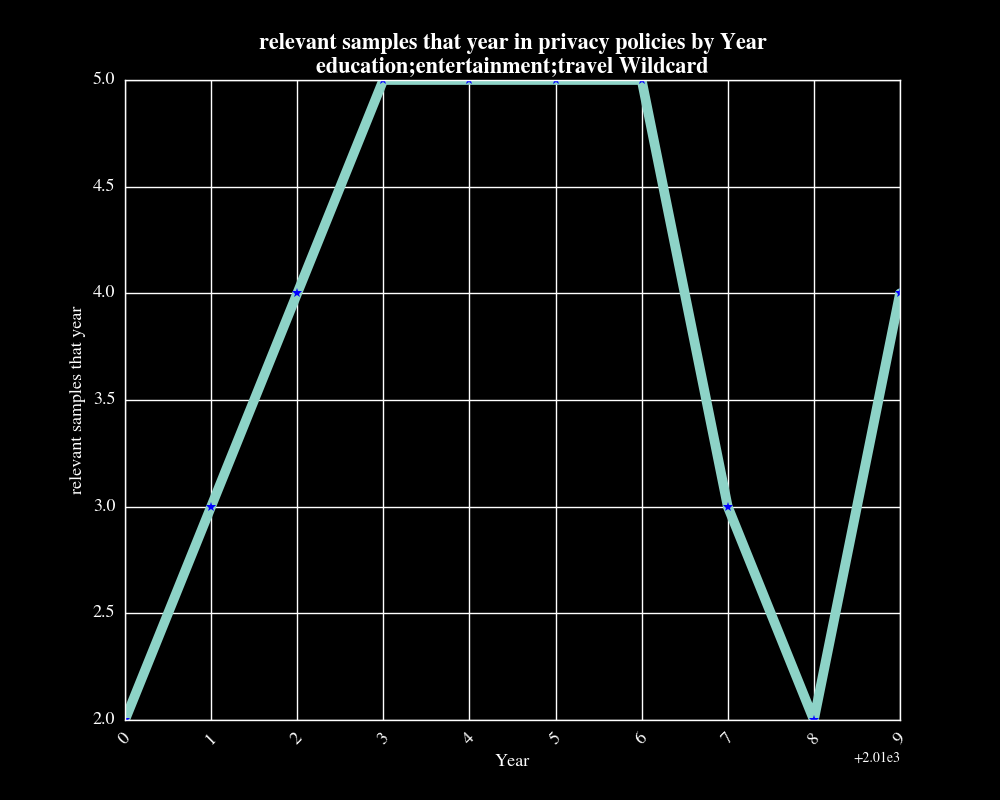 relevant samples that year in privacy policies by Year
education;entertainment;travel Wildcard
5.0
4.5
4.0
3.5
3.0
2.5
2.0
relevant samples that year
0 1 2 3 4 5 6 7 8 9
Year
+2.01e3